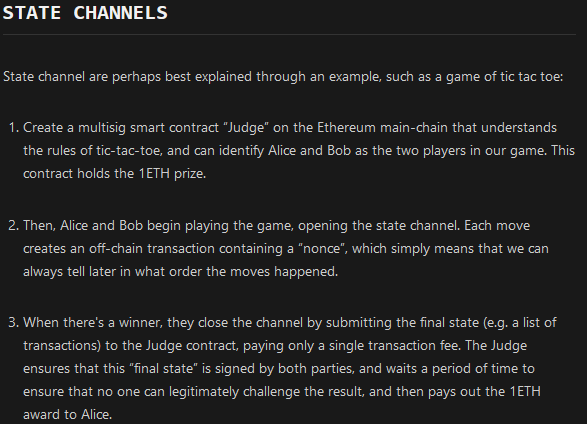 STATE CHANNELS
State channel are perhaps best explained through an example, such as a game of tic tac toe:
1. Create a multisig smart contract “Judge” on the Ethereum main-chain that understands
the rules of tic-tac-toe, and can identify Alice and Bob as the two players in our game. This
contract holds the 1ETH prize.
2. Then, Alice and Bob begin playing the game, opening the state channel. Each move
creates an off-chain transaction containing a “nonce”, which simply means that we can
always tell later in what order the moves happened.
3. When there's a winner, they close the channel by submitting the final state (e.g. a list of
transactions) to the Judge contract, paying only a single transaction fee. The Judge
ensures that this “final state” is signed by both parties, and waits a period of time to
ensure that no one can legitimately challenge the result, and then pays out the 1ETH
award to Alice.